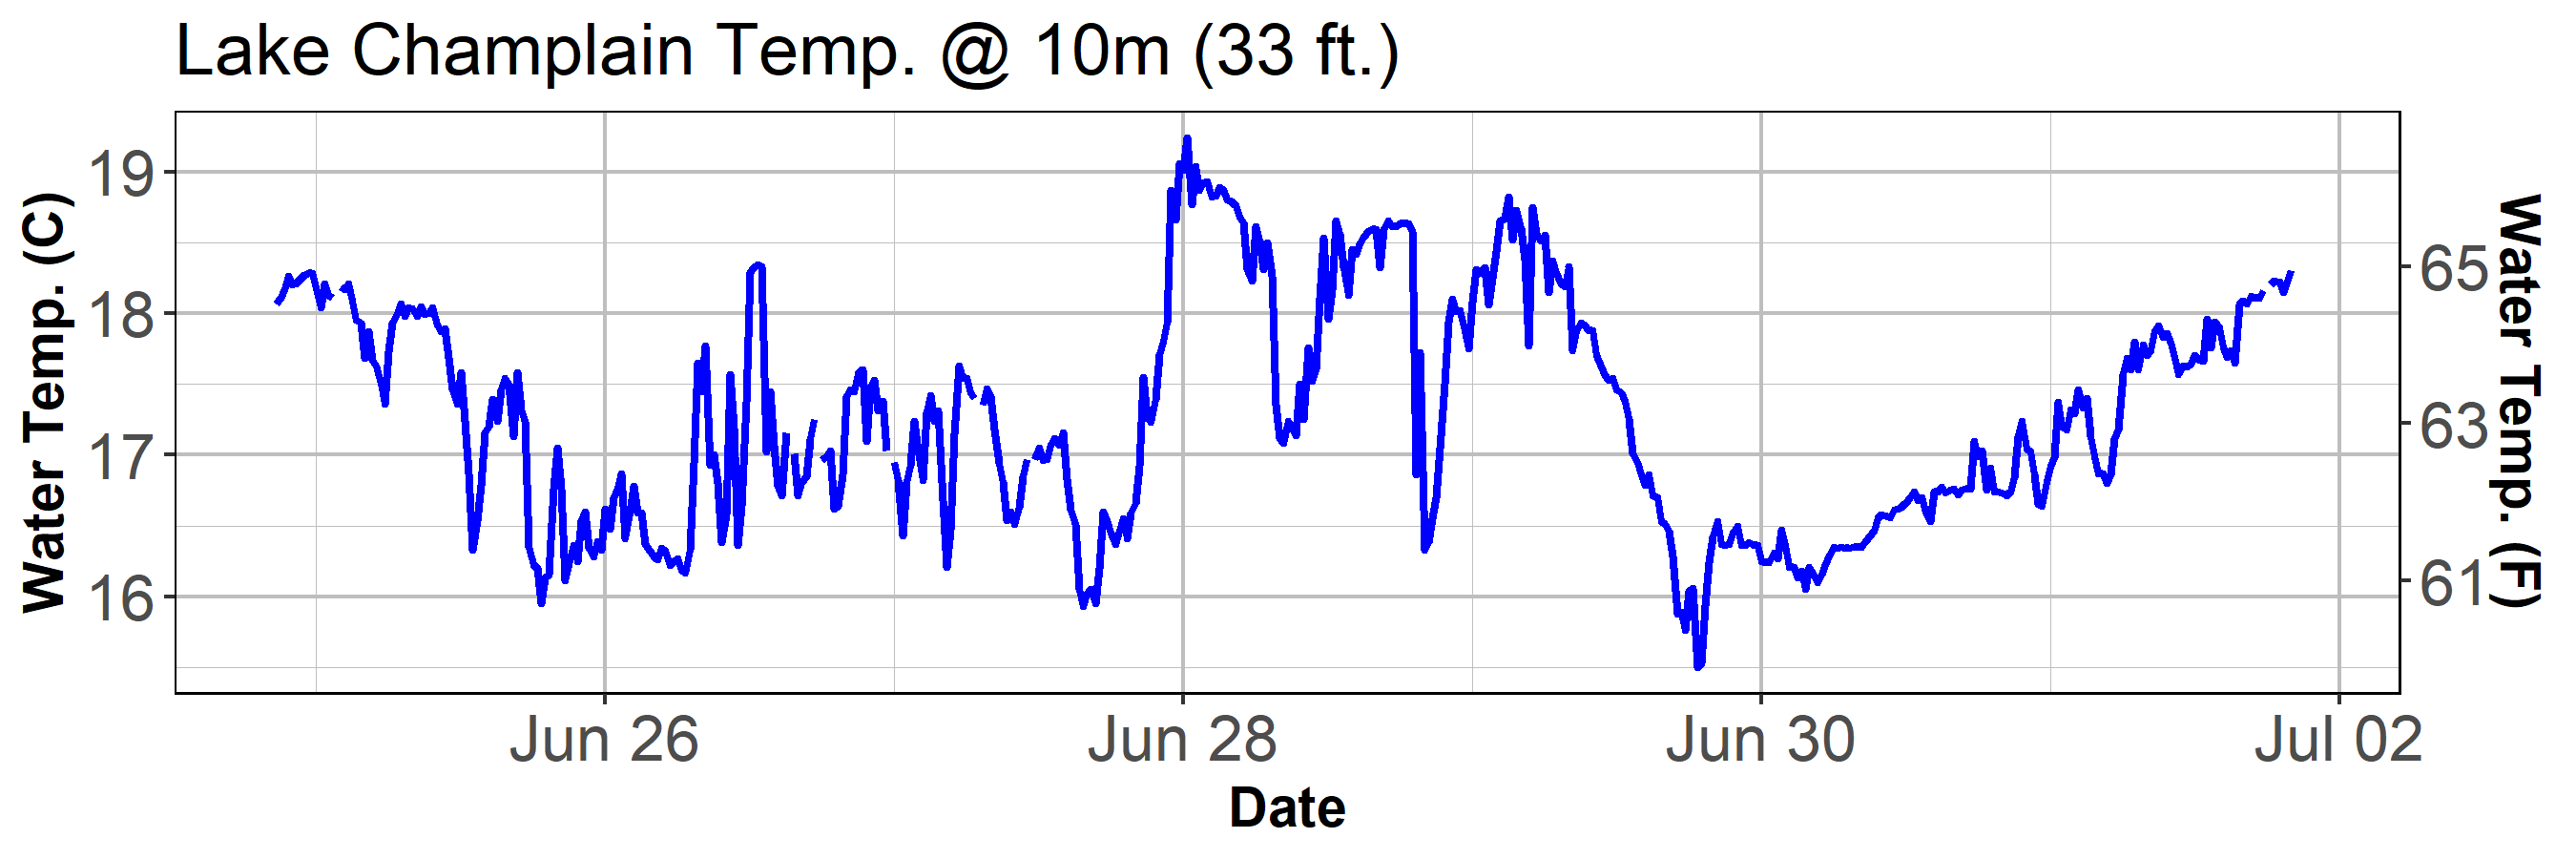 Lake Champlain Temp. @ 10m (33 ft.)
Water Temp. (C)
19
18
17
16
65
63
61
Water Temp. (F)
Jun 26
Jun 28
Jun 30
Jul 02
Date